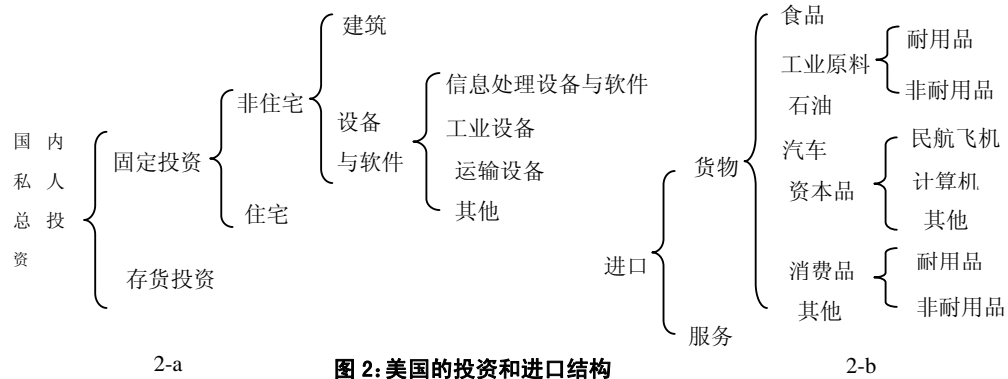 国内
私人
总投
资
固定投资
存货投资
非住宅
住宅
建筑
设备
与软件
信息处理设备与软件
工业设备
运输设备
其他
2-a
进口
货物
服务
食品
工业原料
石油
汽车
资本品
消费品
其他
耐用品
非耐用品
民航飞机
计算机
其他
耐用品
非耐用品
2-b
图 2:美国的投资和进口结构